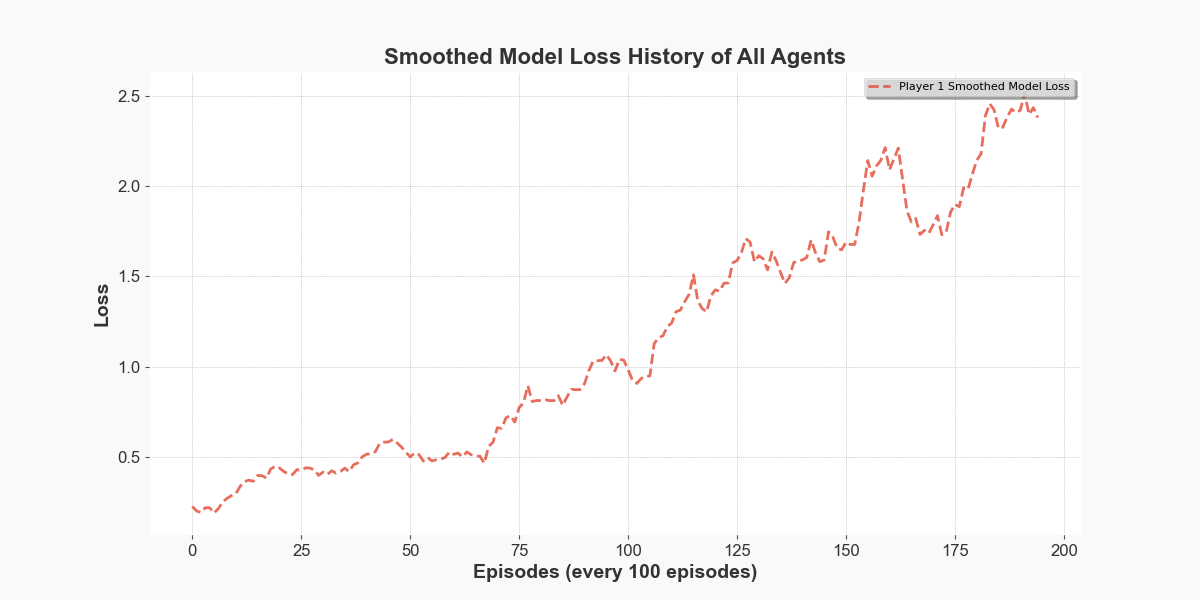 Smoothed Model Loss History of All Agents
Player 1 Smoothed Model Loss
Loss
2.5
2.0
1.5
1.0
0.5
0 25 50 75 100 125 150 175 200
Episodes (every 100 episodes)